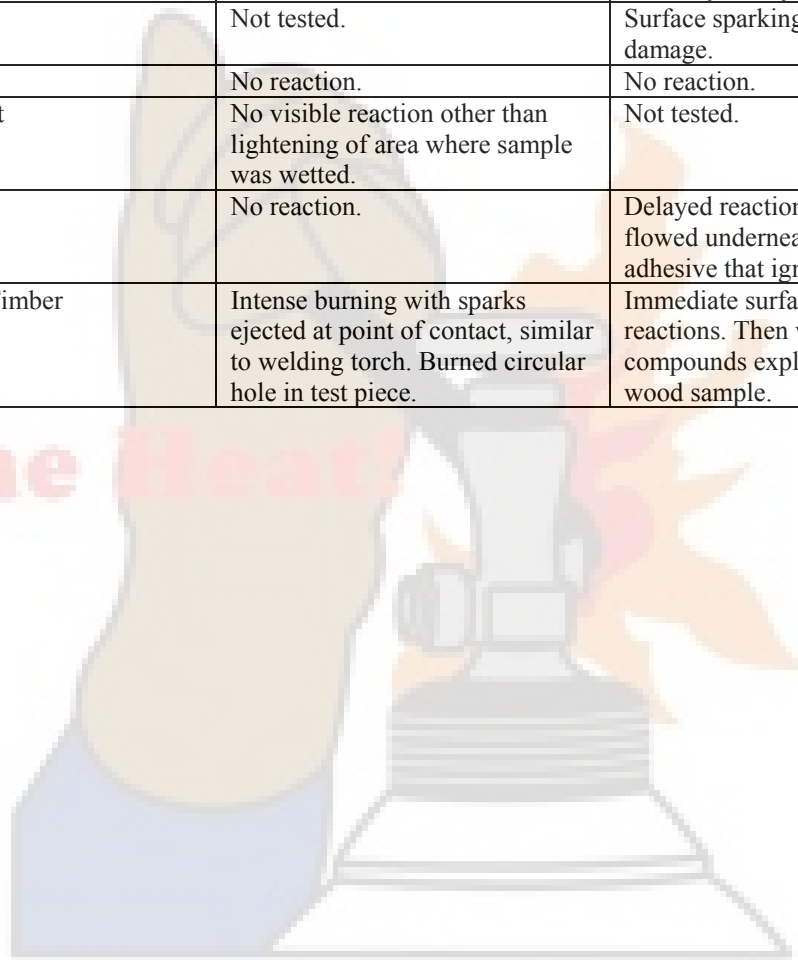 Not tested.
Surface sparking
damage.
No reaction.
No reaction.
No visible reaction other than
lightening of area where sample
was wetted.
Not tested.
No reaction.
Delayed reaction
flowed undernea
adhesive that ign
imber
Intense burning with sparks
ejected at point of contact, similar
to welding torch. Burned circular
hole in test piece.
Immediate surfa
reactions. Then
compounds expl
wood sample.
Heat!